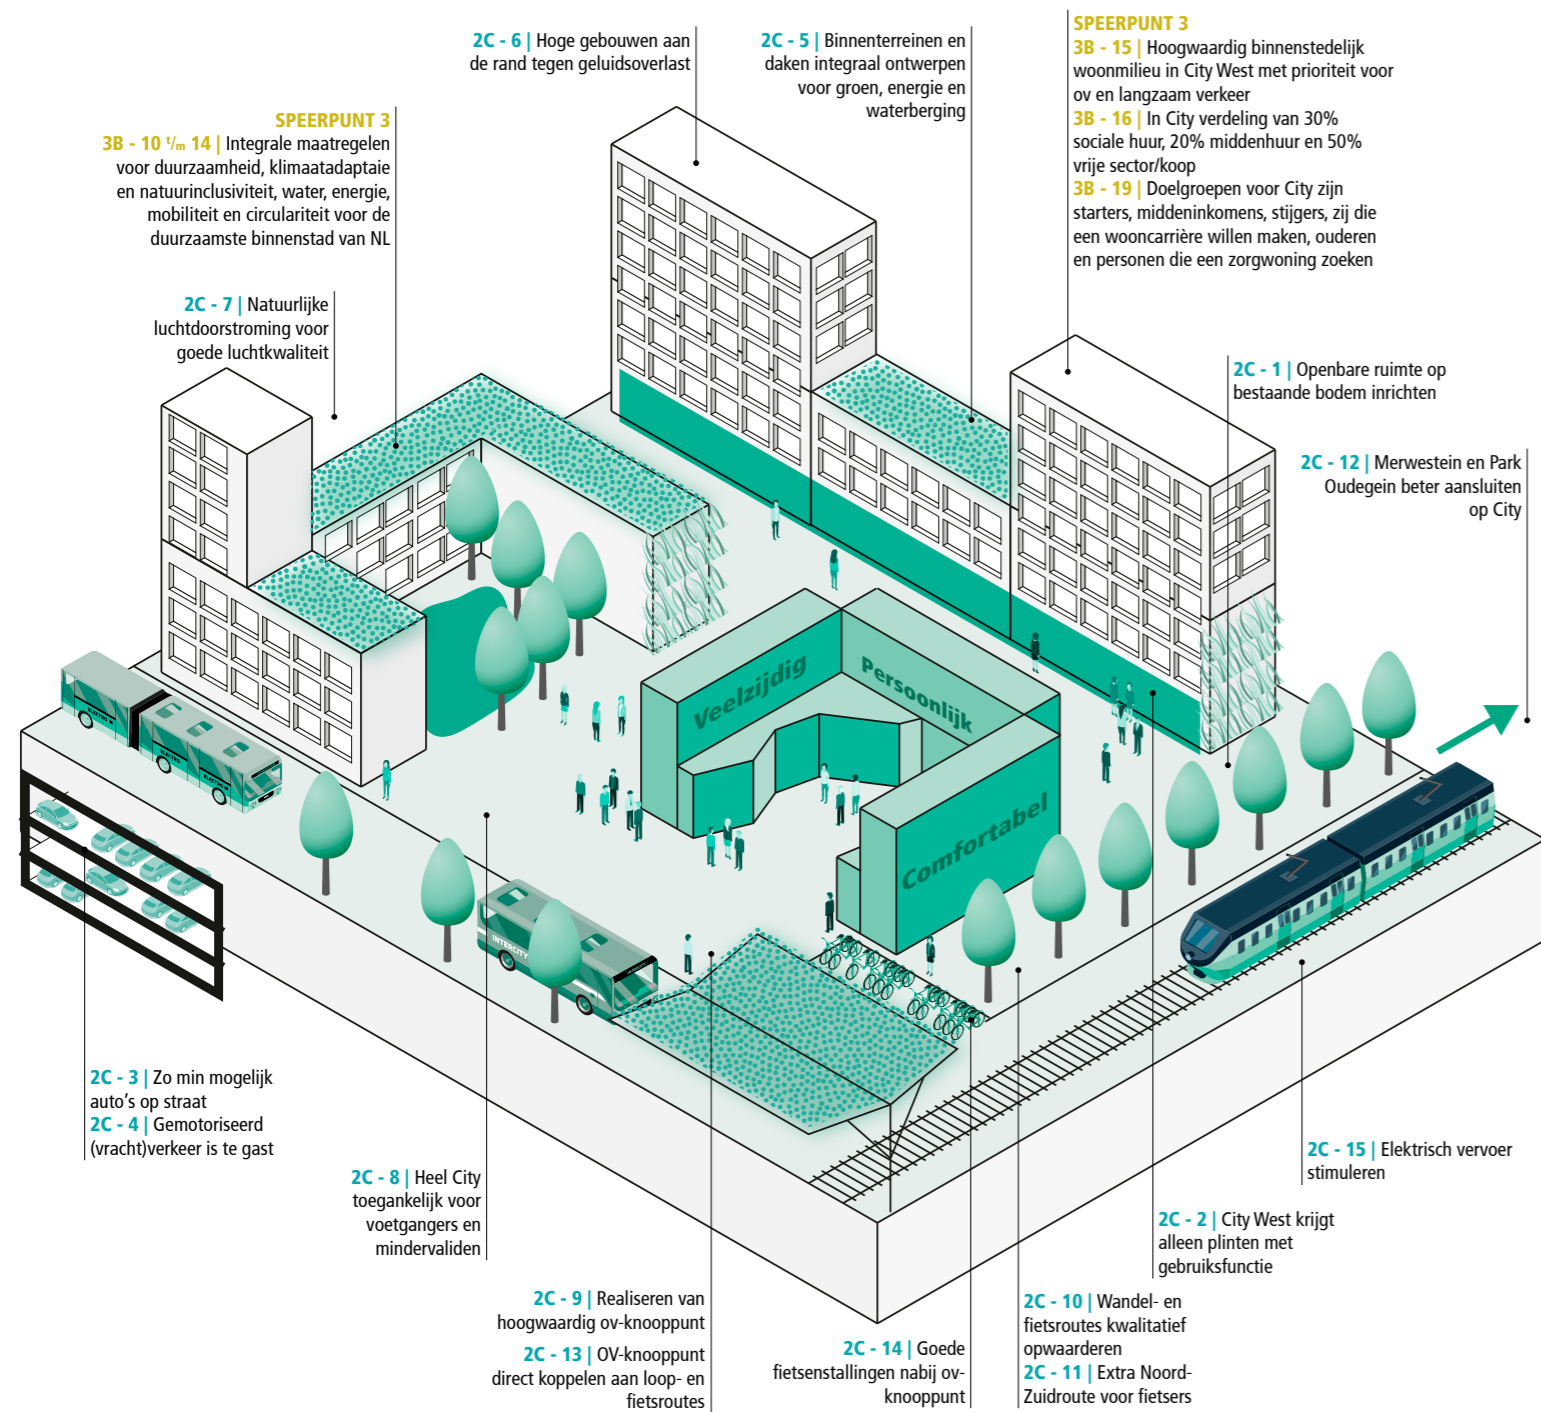 2C - 6 | Hoge gebouwen aan
de rand tegen geluidsoverlast
2C - 5 | Binnenterreinen en
daken integraal ontwerpen
voor groen, energie en
waterberging
SPEERPUNT 3
3B - 15 | Hoogwaardig binnenstedelijk
woonmilieu in City West met prioriteit voor
ov en langzaam verkeer
3B - 16 | In City verdeling van 30%
sociale huur, 20% middenhuur en 50%
vrije sector/koop
3B - 19 | Doelgroepen voor City zijn
starters, middeninkomens, stijgers, zij die
een wooncarrière willen maken, ouderen
en personen die een zorgwoning zoeken
SPEERPUNT 3
3B - 10 t/m 14 | Integrale maatregelen
voor duurzaamheid, klimaatadaptaie
en natuurinclusiviteit, water, energie,
mobiliteit en circulariteit voor de
duurzaamste binnenstad van NL
2C - 7 | Natuurlijke
luchtdoorstroming voor
goede luchtkwaliteit
2C - 1 | Openbare ruimte op
bestaande bodem inrichten
2C - 12 | Merwestein en Park
Oudegein beter aansluiten
op City
Veelzijdig
Persoonlijk
Comfortabel
ELECTRO
ELECTRO
ELECTRO
INTERCITY
2C - 3 | Zo min mogelijk
auto's op straat
2C - 4 | Gemotoriseerd
(vracht)verkeer is te gast
2C - 8 | Heel City
toegankelijk voor
voetgangers en
mindervaliden
2C - 15 | Elektrisch vervoer
stimuleren
2C - 2 | City West krijgt
alleen plinten met
gebruiksfunctie
2C - 9 | Realiseren van
hoogwaardig ov-knooppunt
2C - 13 | OV-knooppunt
direct koppelen aan loop- en
fietsroutes
2C - 14 | Goede
fietsenstallingen nabij ov-
knooppunt
2C - 10 | Wandel- en
fietsroutes kwalitatief
opwaarderen
2C - 11 | Extra Noord-
Zuidroute voor fietsers